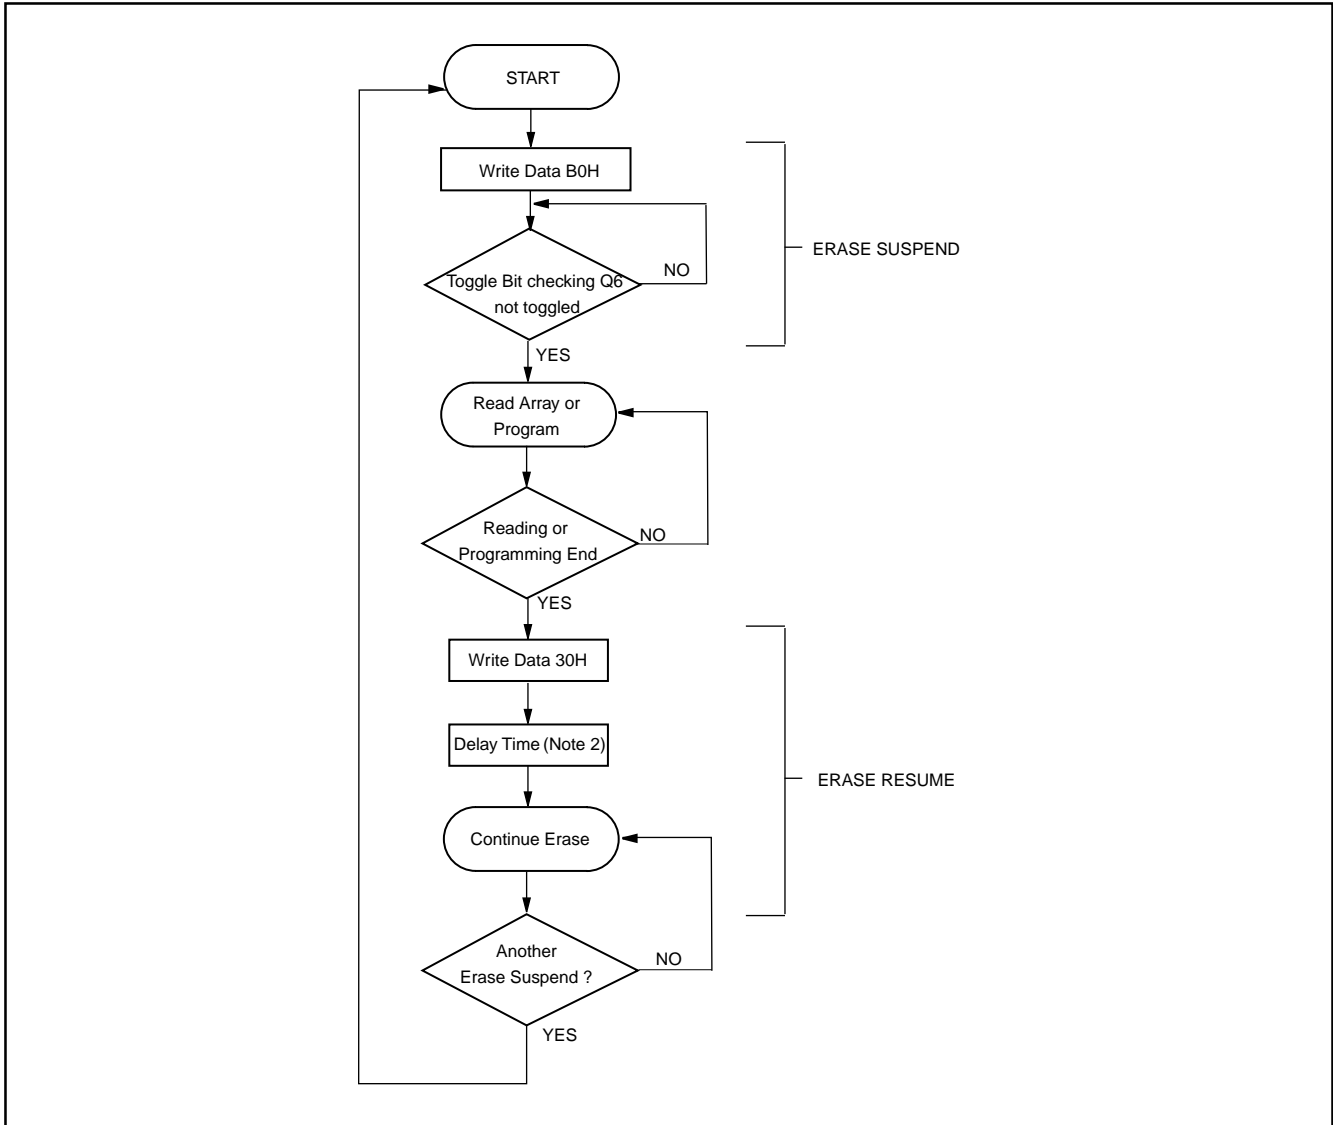 START
Write Data B0H
ERASE SUSPEND
NO
Toggle Bit checking Q6
not toggled
YES
Read Array or
Program
Reading or
NO
Programming End
YES
Write Data 30H
Delay Time (Note 2)
ERASE RESUME
Continue Erase
Another
NO
Erase Suspend ?
YES